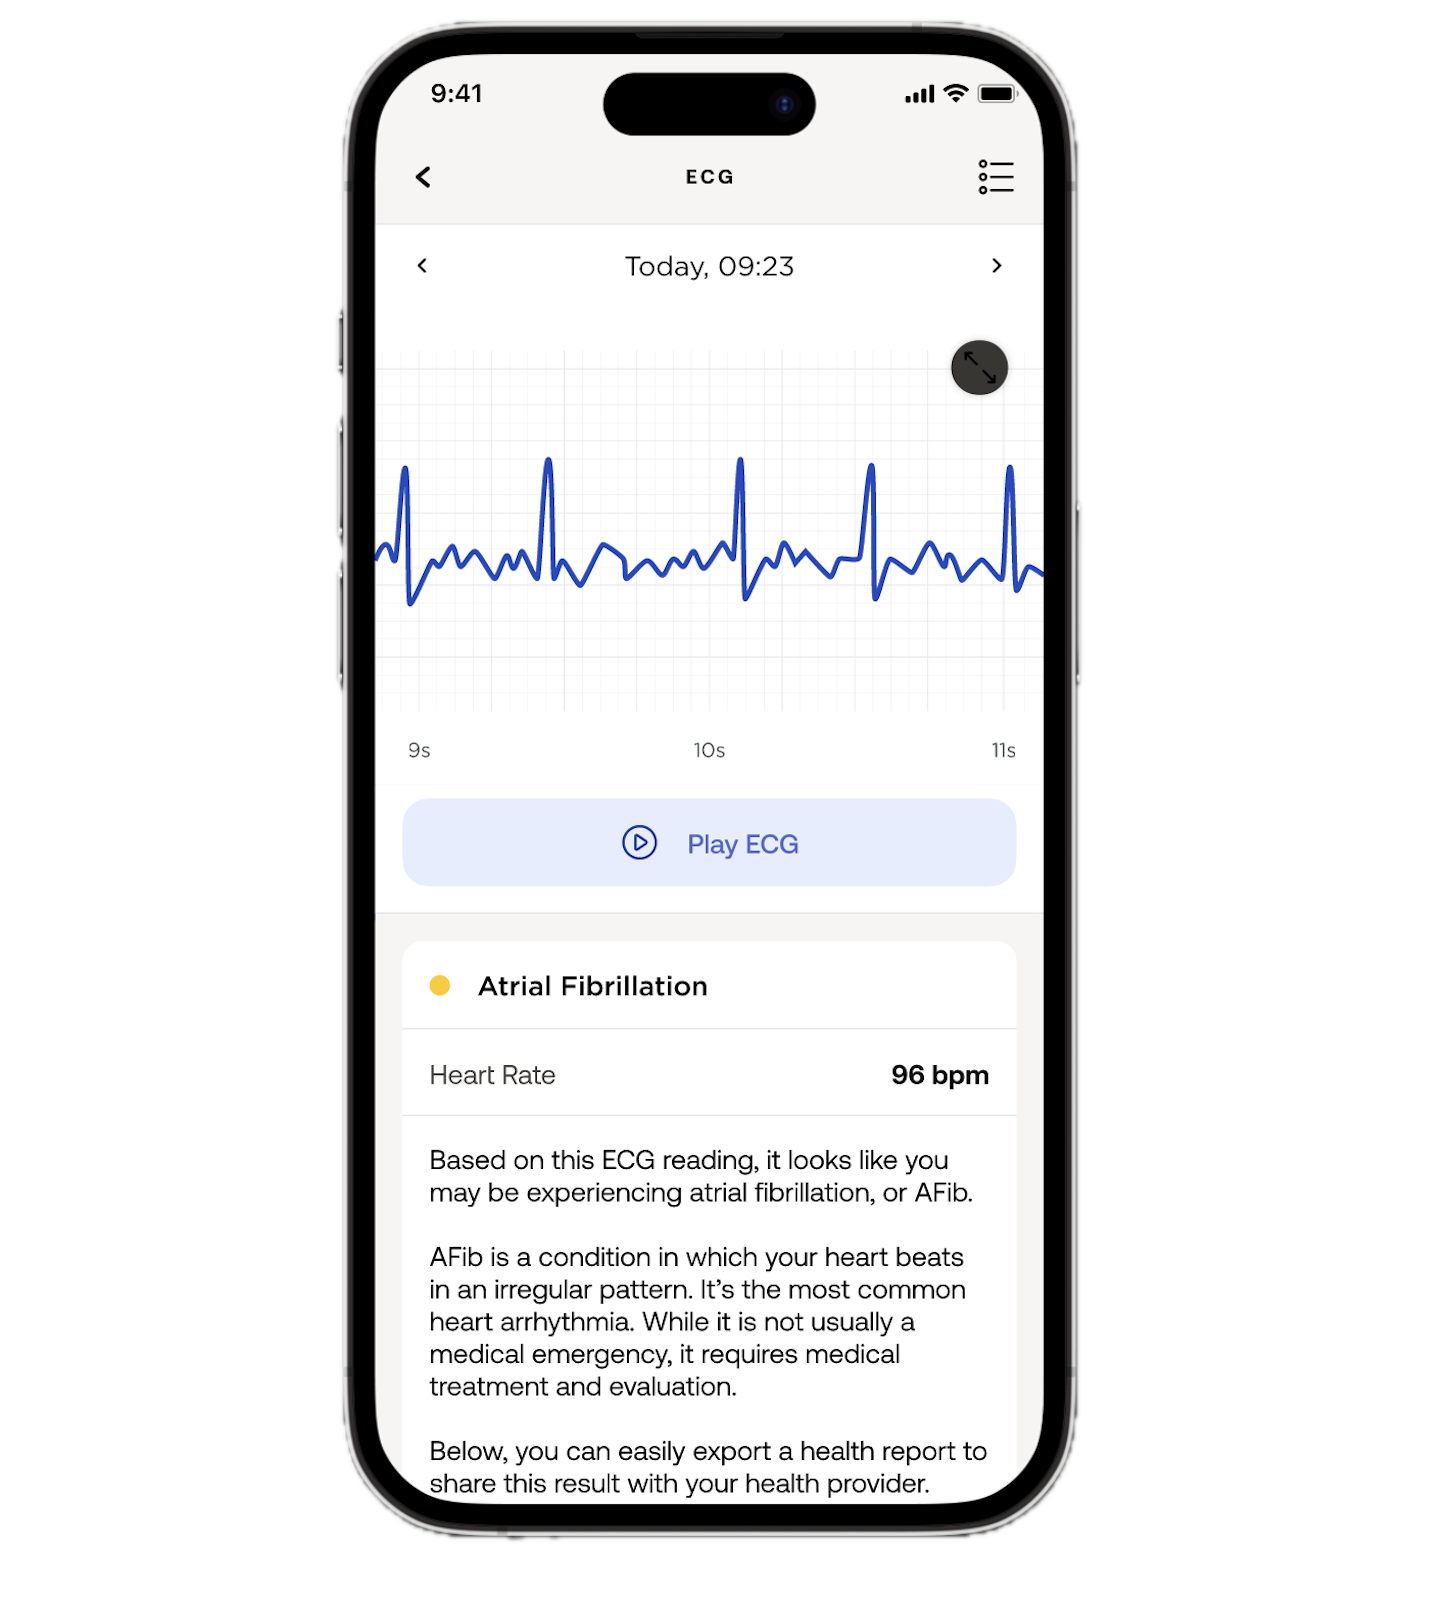 9:41
ECG
Today, 09:23
9s 10s 11s
Play ECG
Atrial Fibrillation
Heart Rate 96 bpm
Based on this ECG reading, it looks like you
may be experiencing atrial fibrillation, or AFib.
AFib is a condition in which your heart beats
in an irregular pattern. It’s the most common
heart arrhythmia. While it is not usually a
medical emergency, it requires medical
treatment and evaluation.
Below, you can easily export a health report to
share this result with your health provider.